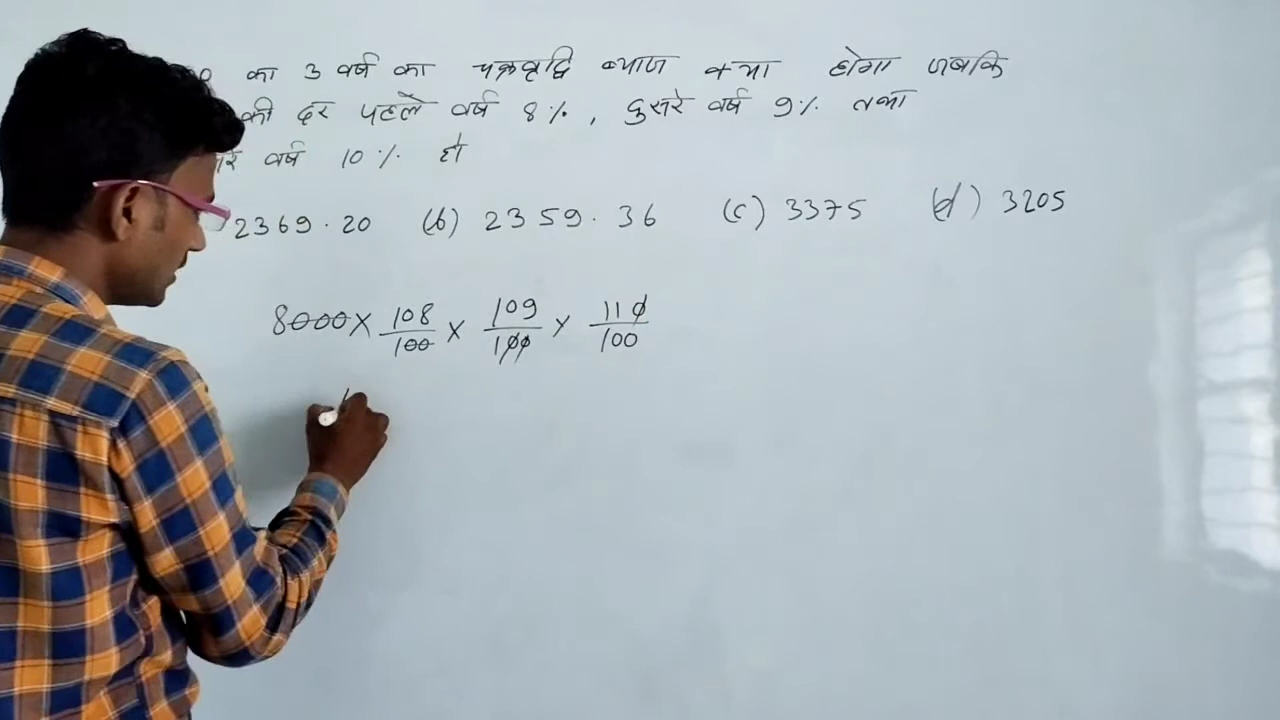 का 3 वर्ष का चक्रवृद्धि ब्याज क्या होगा जबकि
की दर पहले वर्ष 8%, दुसरे वर्ष 9% तथा
वर्ष 10% हो
2369.20 (b) 2359.36 (c) 3375 (d) 3205
8000 × 108/100 × 109/100 × 110/100